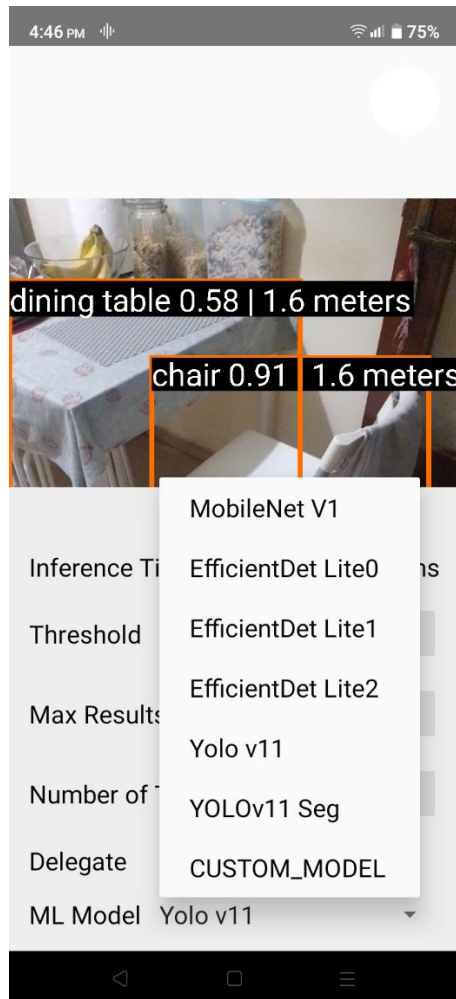 4:46 PM 75%
dining table 0.58 | 1.6 meters
chair 0.91 | 1.6 meters
MobileNet V1
Inference Ti EfficientDet Lite0 ms
Threshold EfficientDet Lite1
EfficientDet Lite2
Max Results
Yolo v11
Number of
YOLOv11 Seg
Delegate
CUSTOM_MODEL
ML Model Yolo v11